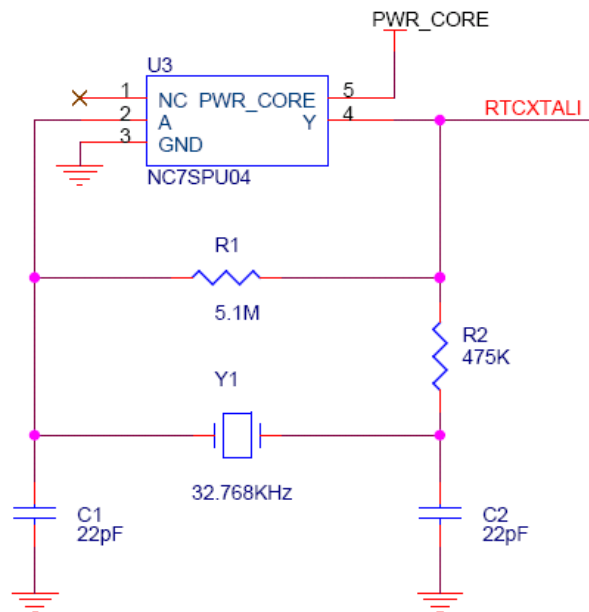 PWR_CORE
U3
1 NC PWR_CORE 5
2 A Y 4
3 GND
RTCXTALI
NC7SPU04
R1
5.1M
R2
475K
Y1
32.768KHz
C1
22pF
C2
22pF